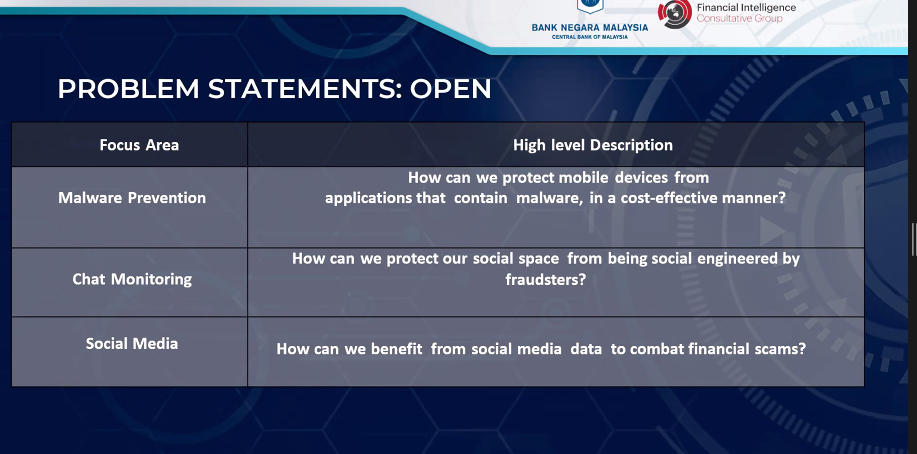 BANK NEGARA MALAYSIA
CENTRAL BANK OF MALAYSIA
Financial Intelligence
Consultative Group
PROBLEM STATEMENTS: OPEN
Focus Area
High level Description
Malware Prevention
How can we protect mobile devices from
applications that contain malware, in a cost-effective manner?
Chat Monitoring
How can we protect our social space from being social engineered by
fraudsters?
Social Media
How can we benefit from social media data to combat financial scams?